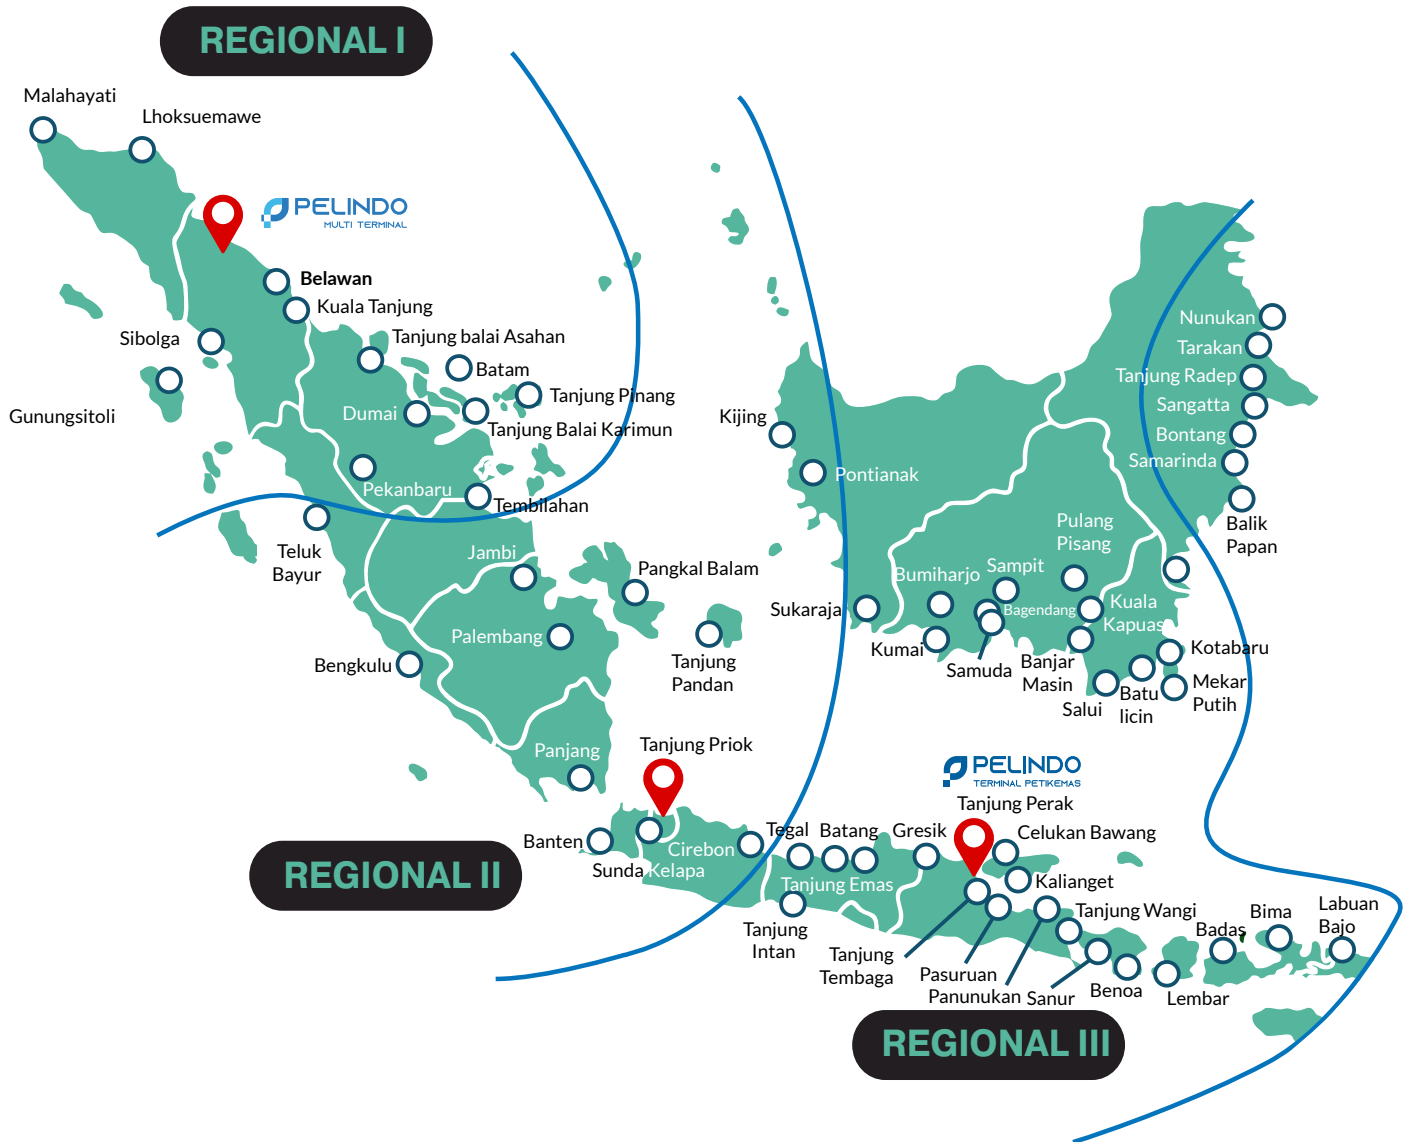 REGIONAL I
Malahayati
Lhoksuemawe
PELINDO
MULTI TERMINAL
Belawan
Kuala Tanjung
Sibolga
Tanjung balai Asahan
Batam
Tanjung Pinang
Gunungsitoli
Dumai
Tanjung Balai Karimun
Pekanbaru
Tembilahan
Teluk
Bayur
Jambi
Pangkal Balam
Palembang
Bengkulu
Tanjung
Pandan
Panjang
Tanjung Priok
Banten
Sunda Kelapa
Cirebon
REGIONAL II
Kijing
Pontianak
Sukaraja
Nunukan
Tarakan
Tanjung Radep
Sangatta
Bontang
Samarinda
Balik
Papan
Pulang
Pisang
Bumiharjo
Sampit
Bagendang
Kuala
Kapuas
Kumai
Samuda
Banjar
Masin
Salui
Batu
licin
Kotabaru
Mekar
Putih
PELINDO
TERMINAL PETIKEMAS
Tanjung Perak
Tegal
Batang
Gresik
Celukan Bawang
Tanjung Emas
Kalianget
Tanjung
Intan
Tanjung
Tembaga
Pasuruan
Panunukan
Tanjung Wangi
Sanur
Benoa
Lembar
Badas
Bima
Labuan
Bajo
REGIONAL III